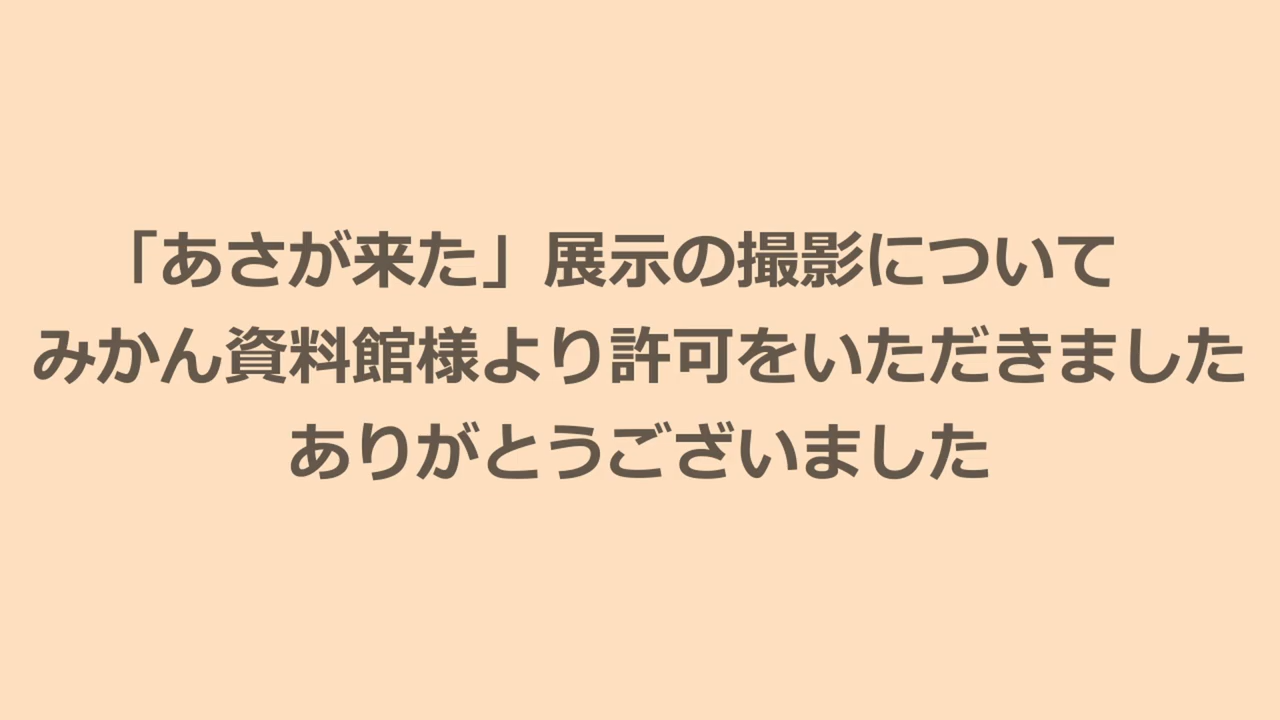 「あさが来た」展示の撮影について
みかん資料館様より許可をいただきました
ありがとうございました